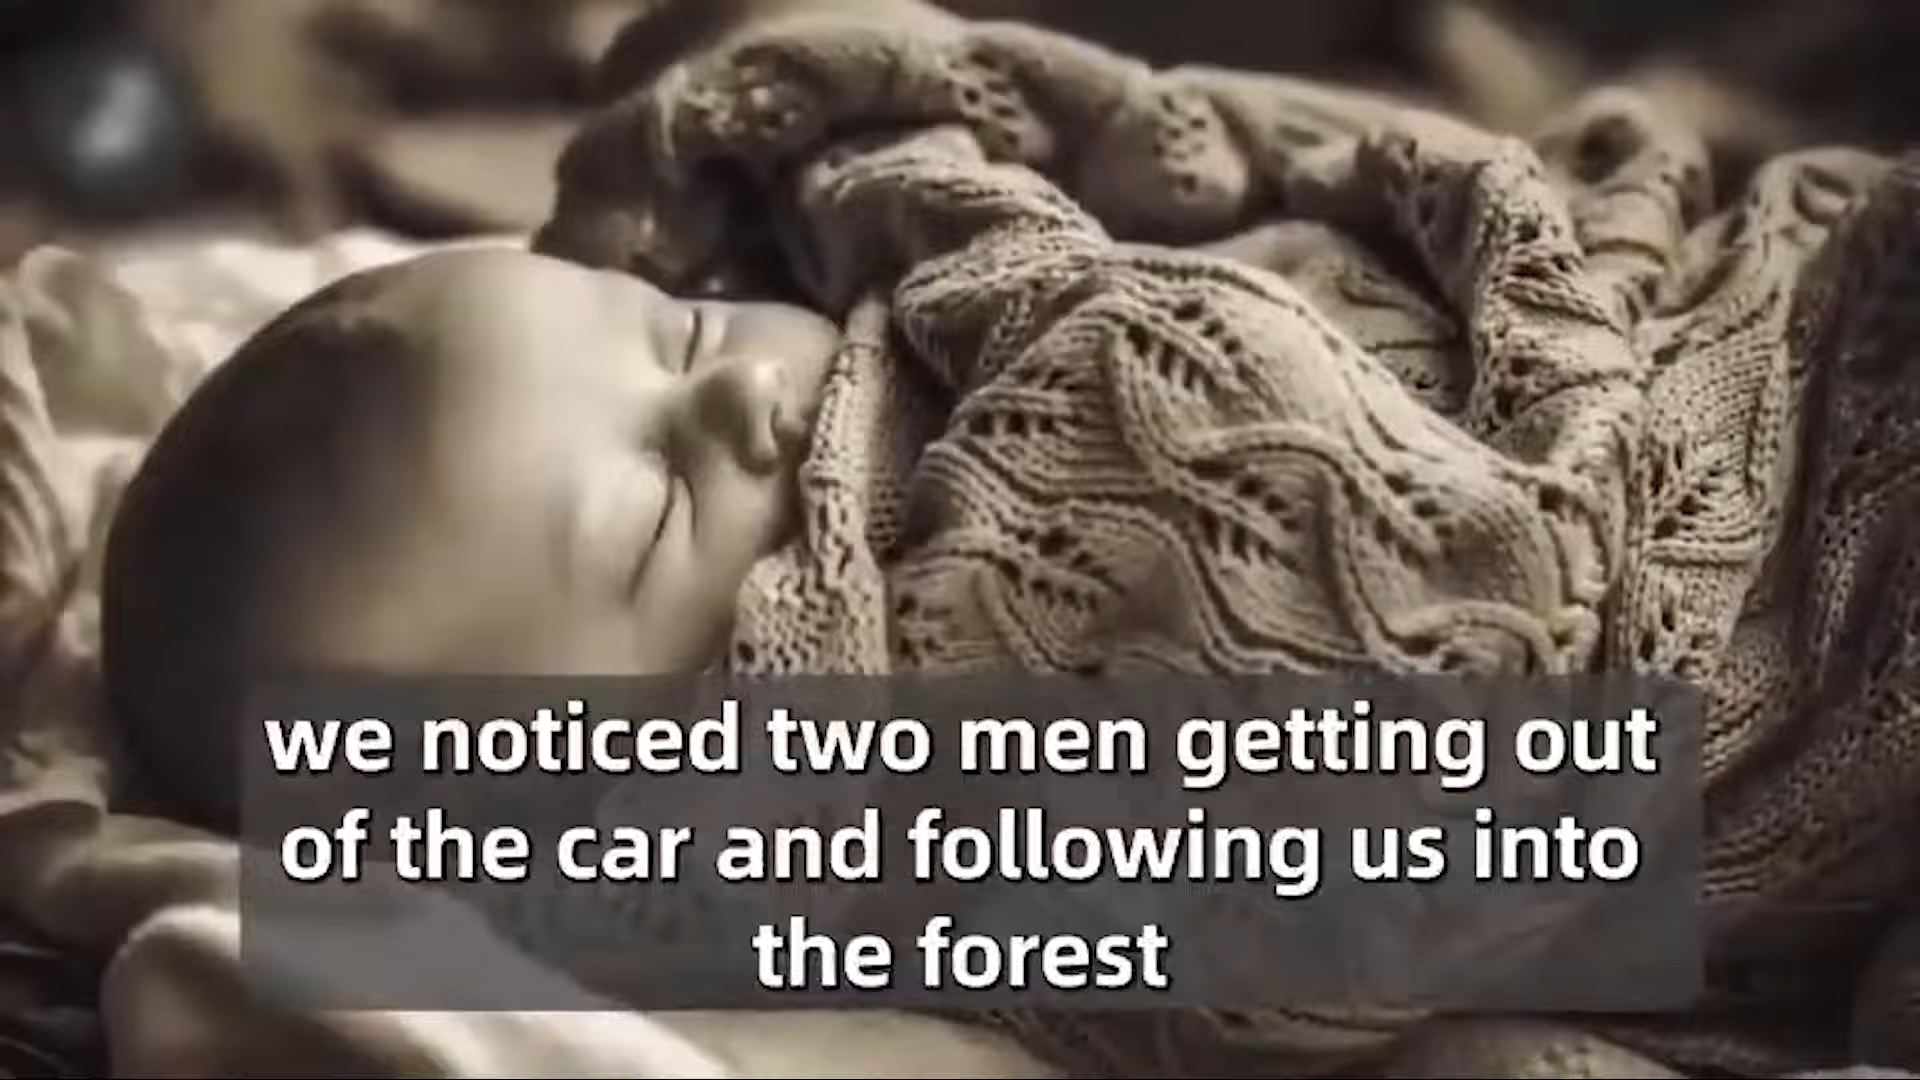 we noticed two men getting out
of the car and following us into
the forest